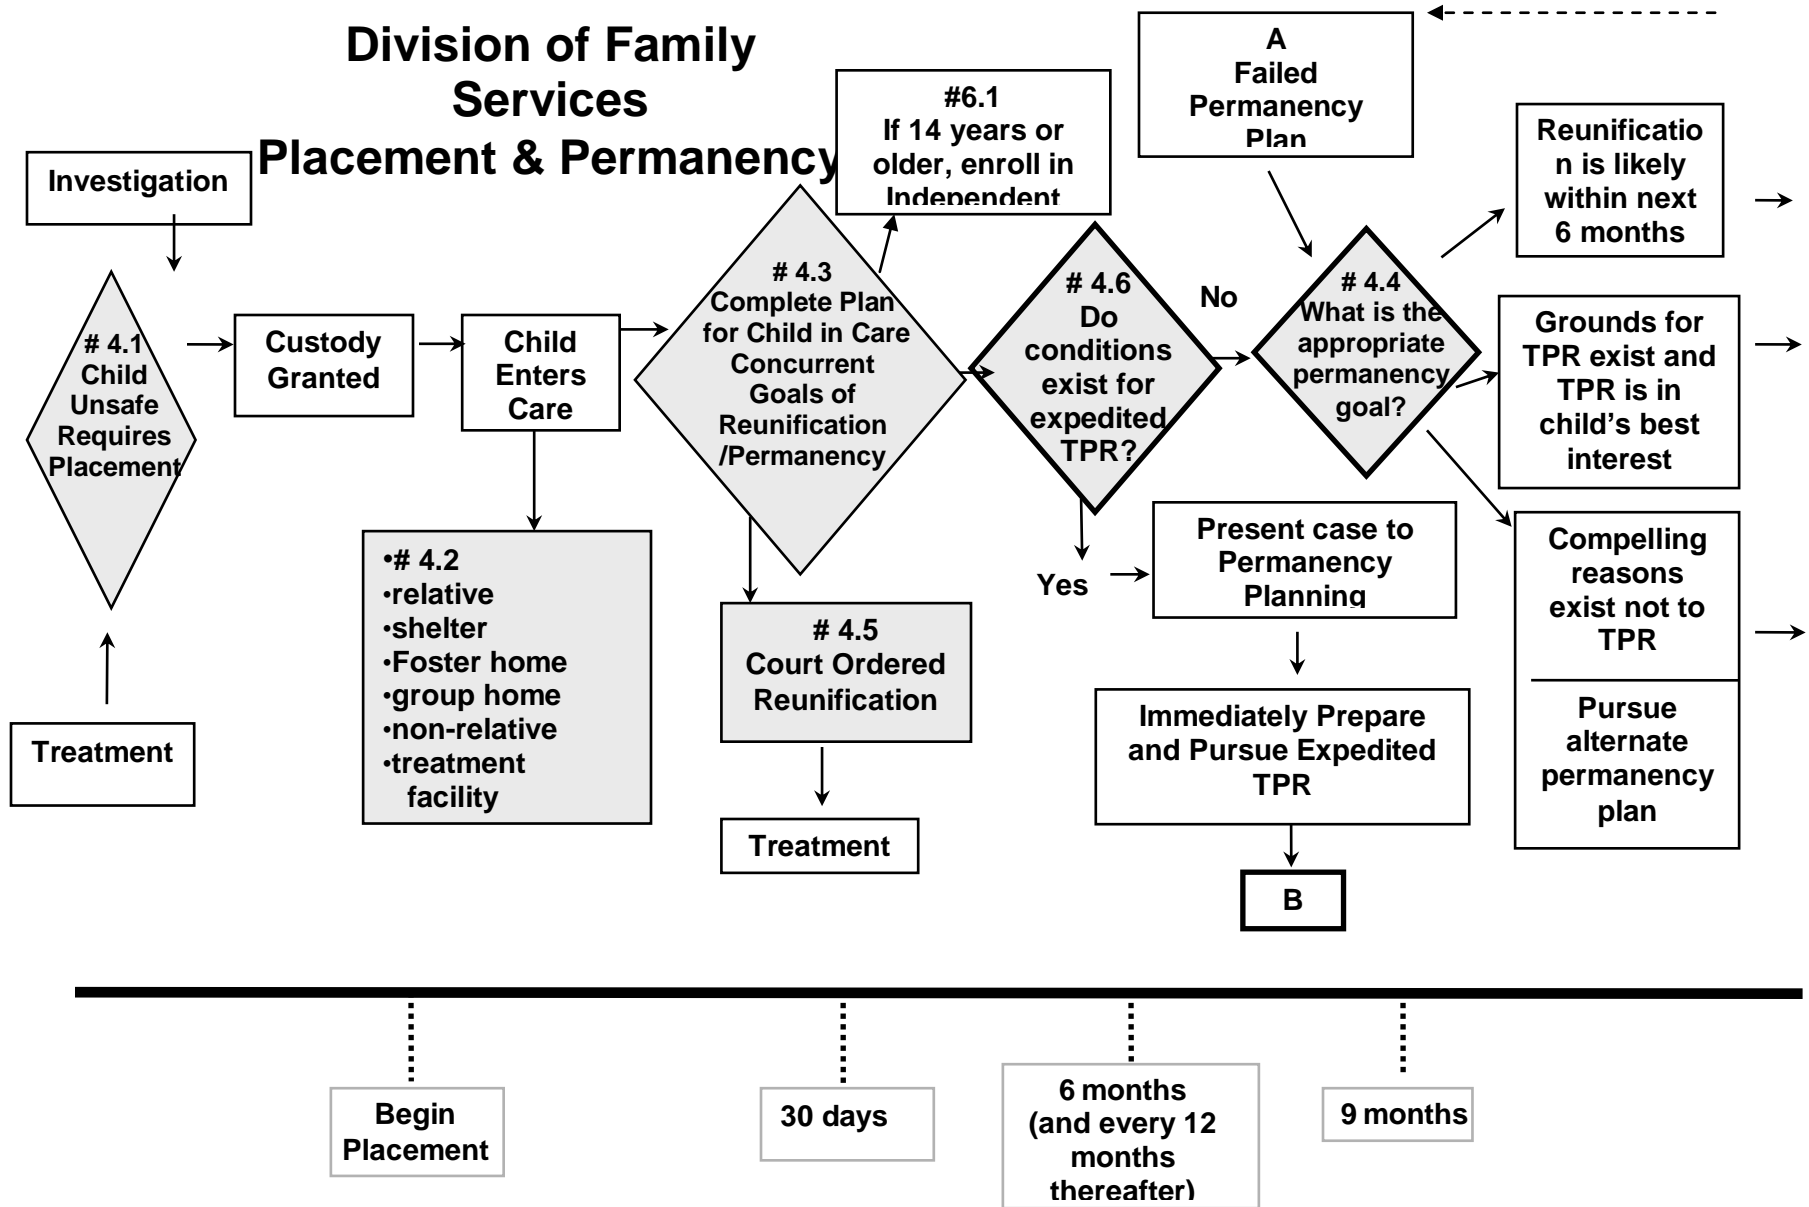 Division of Family
Services
Placement & Permanency
Investigation
# 4.1
Child
Unsafe
Requires
Placement
Treatment
Custody
Granted
Child
Enters
Care
•# 4.2
•relative
•shelter
•Foster home
•group home
•non-relative
•treatment
facility
# 4.3
Complete Plan
for Child in Care
Concurrent
Goals of
Reunification
/Permanency
#6.1
If 14 years or
older, enroll in
Independent
# 4.5
Court Ordered
Reunification
Treatment
# 4.6
Do
conditions
exist for
expedited
TPR?
No
Yes
Present case to
Permanency
Planning
Immediately Prepare
and Pursue Expedited
TPR
B
A
Failed
Permanency
Plan
# 4.4
What is the
appropriate
permanency
goal?
Reunificatio
n is likely
within next
6 months
Grounds for
TPR exist and
TPR is in
child’s best
interest
Compelling
reasons
exist not to
TPR
Pursue
alternate
permanency
plan
Begin
Placement
30 days
6 months
(and every 12
months
thereafter)
9 months